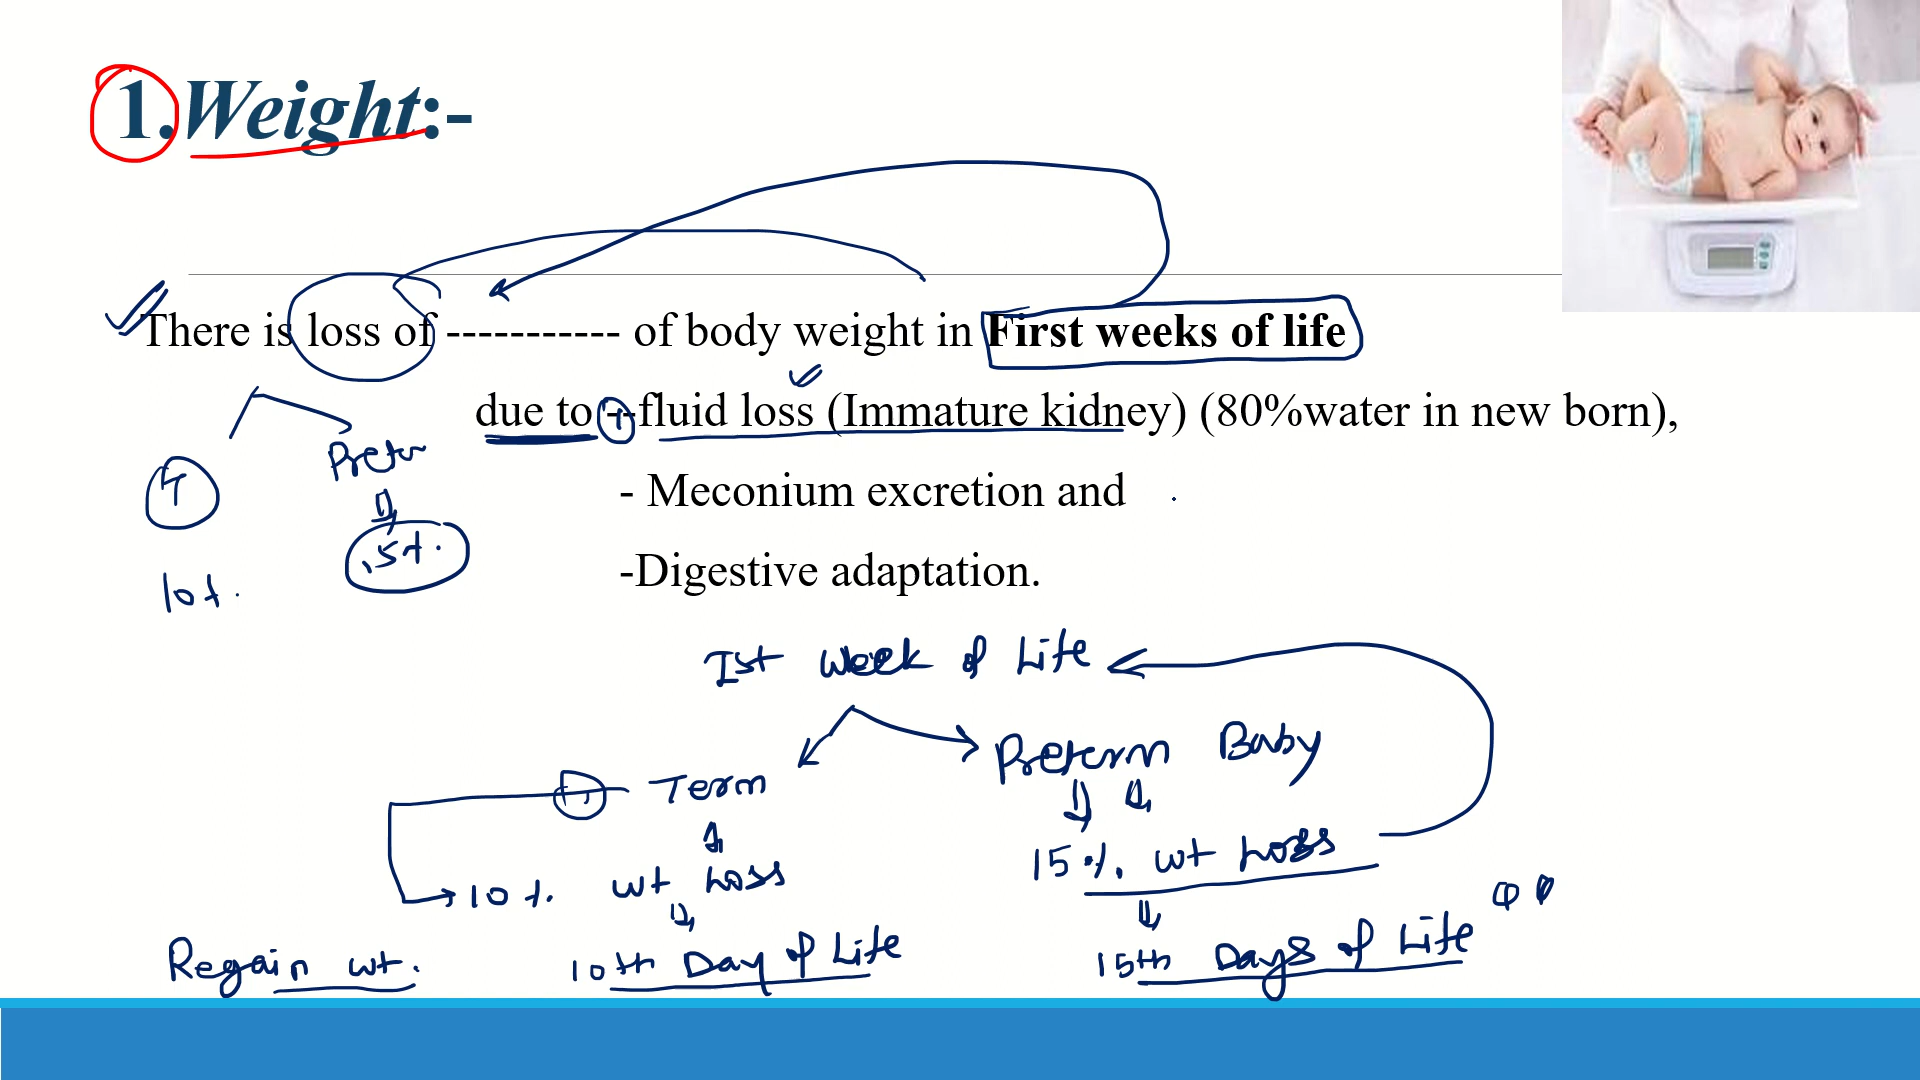 1.Weight:-
There is loss of ----------- of body weight in First weeks of life
due to --fluid loss (Immature kidney) (80%water in new born),
- Meconium excretion and
-Digestive adaptation.
T
10%.
15%.
Ist week of Life
Term
Preterm Baby
10%. wt Loss
15%. wt Loss
Regain wt.
10th Day of Life
15th Days of Life